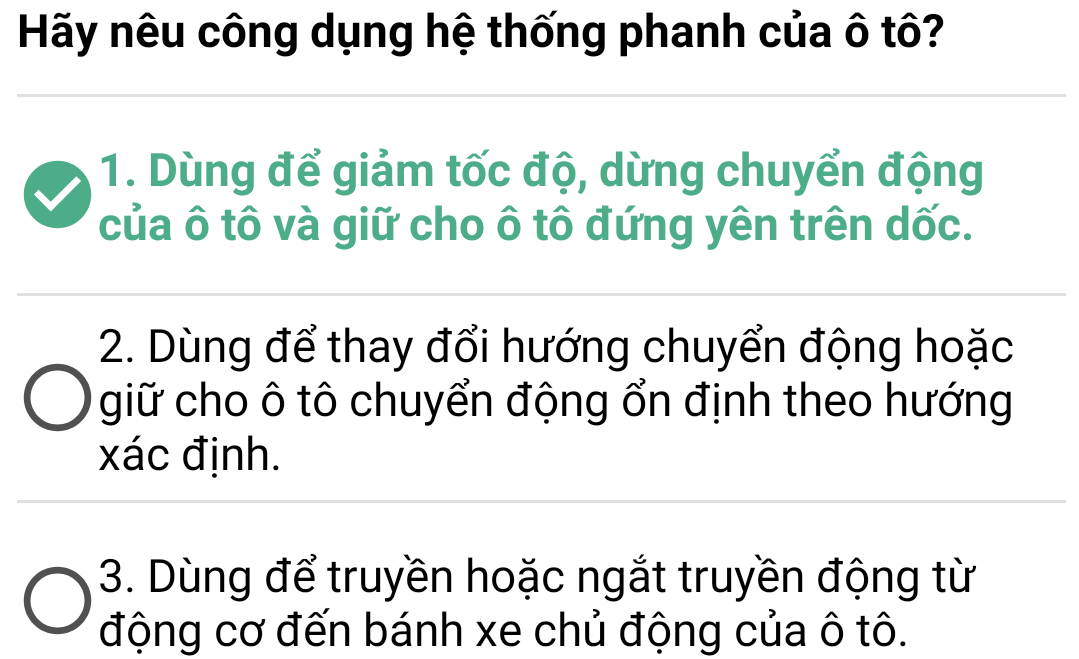 Hãy nêu công dụng hệ thống phanh của ô tô?
1. Dùng để giảm tốc độ, dừng chuyển động
của ô tô và giữ cho ô tô đứng yên trên dốc.
2. Dùng để thay đổi hướng chuyển động hoặc
giữ cho ô tô chuyển động ổn định theo hướng
xác định.
3. Dùng để truyền hoặc ngắt truyền động từ
động cơ đến bánh xe chủ động của ô tô.